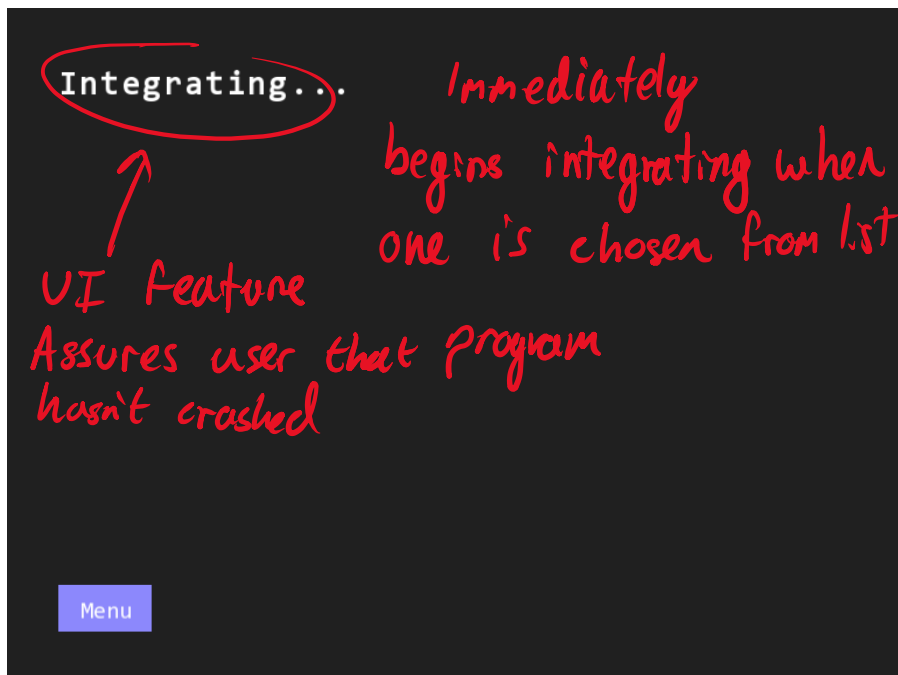 Integrating...
Immediately
begins integrating when
one is chosen from list
UI feature
Assures user that program
hasn't crashed
Menu